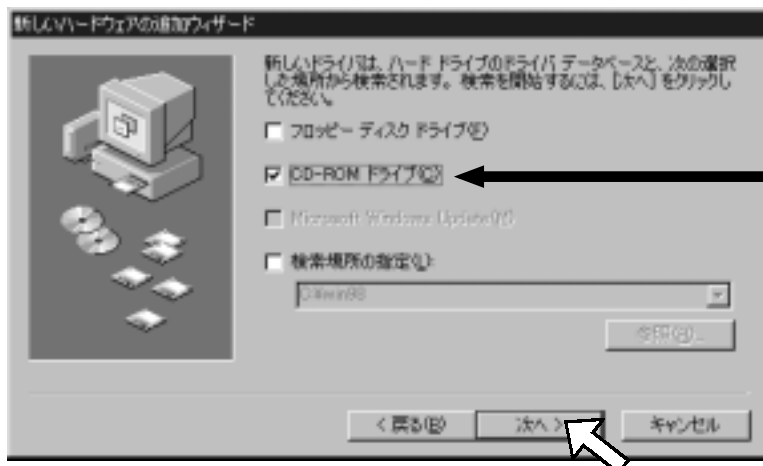 新しいハードウェアの追加ウィザード
新しいドライバは、ハード ドライブのドライバ データベースと、次の選択
した場所から検索されます。検索を開始するには、[次へ] をクリックし
てください。
フロッピー ディスク ドライブ(F)
CD-ROM ドライブ(C)
Microsoft Windows Update(M)
検索場所の指定(L):
C:¥win98
参照(R)...
< 戻る(B)
次へ >
キャンセル